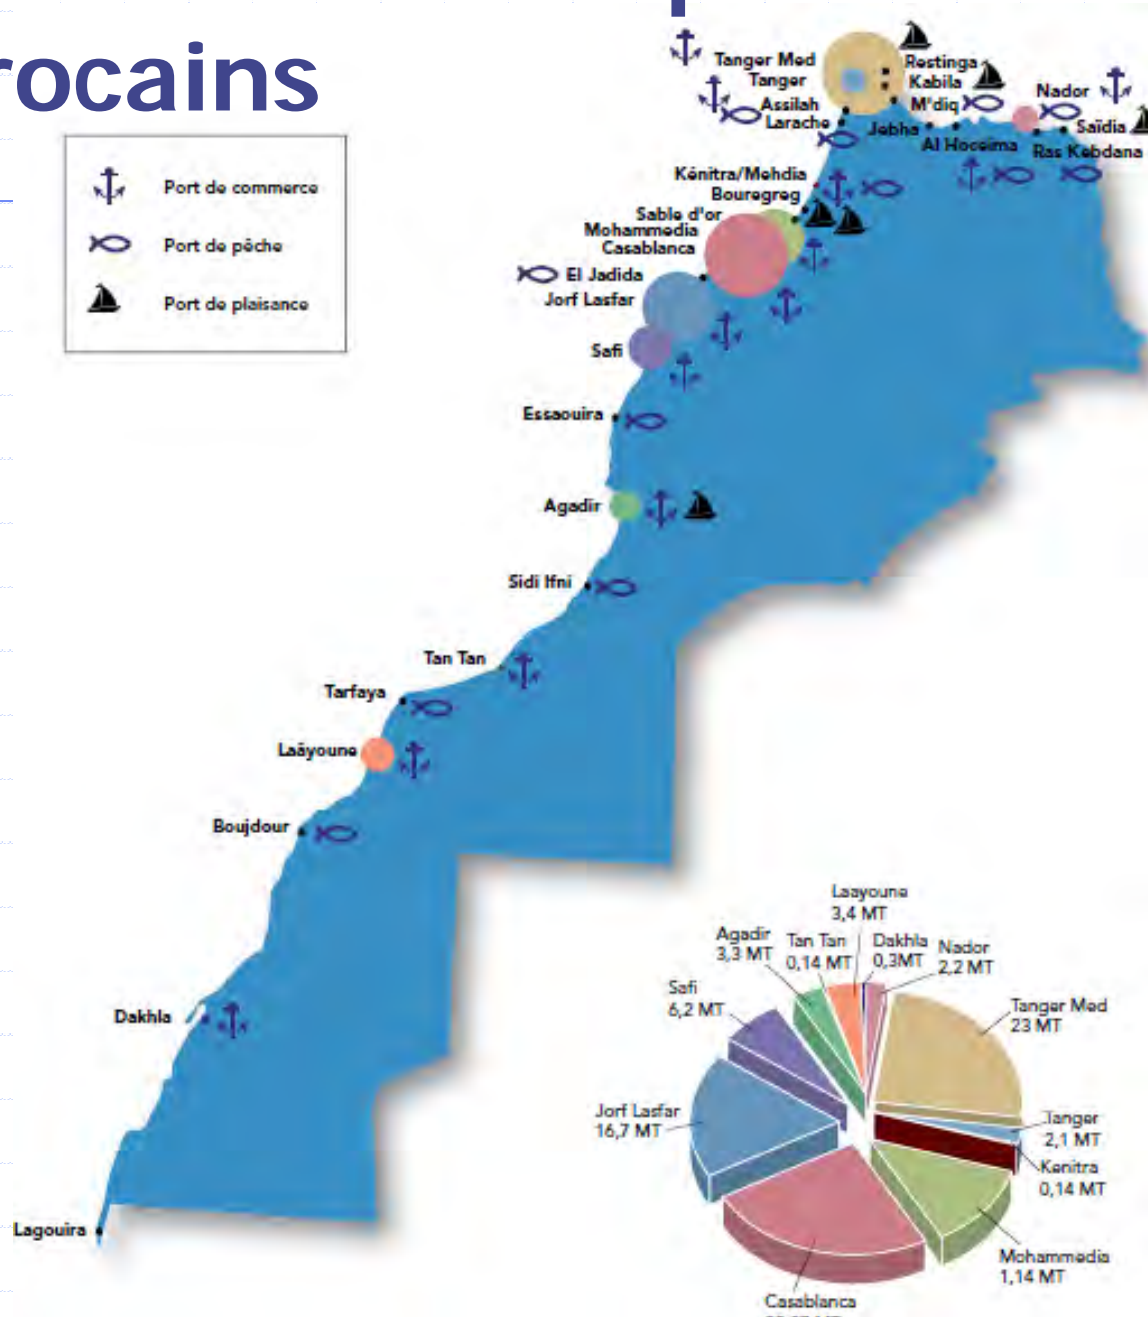 rocains
Port de commerce
Port de pêche
Port de plaisance
Tanger Med
Tanger
Assilah
Larache
Restinga
Kabila
M'diq
Jebha
Al Hoceima
Nador
Saïdia
Ras Kebdana
Kénitra/Mehdia
Bouregreg
Sable d'or
Mohammedia
Casablanca
El Jadida
Jorf Lasfar
Safi
Essaouira
Agadir
Sidi Ifni
Tan Tan
Tarfaya
Laâyoune
Boujdour
Dakhla
Lagouira
Laayoune
3,4 MT
Agadir
3,3 MT
Tan Tan
0,14 MT
Dakhla
0,3MT
Nador
2,2 MT
Safi
6,2 MT
Tanger Med
23 MT
Jorf Lasfar
16,7 MT
Tanger
2,1 MT
Kenitra
0,14 MT
Mohammedia
1,14 MT
Casablanca